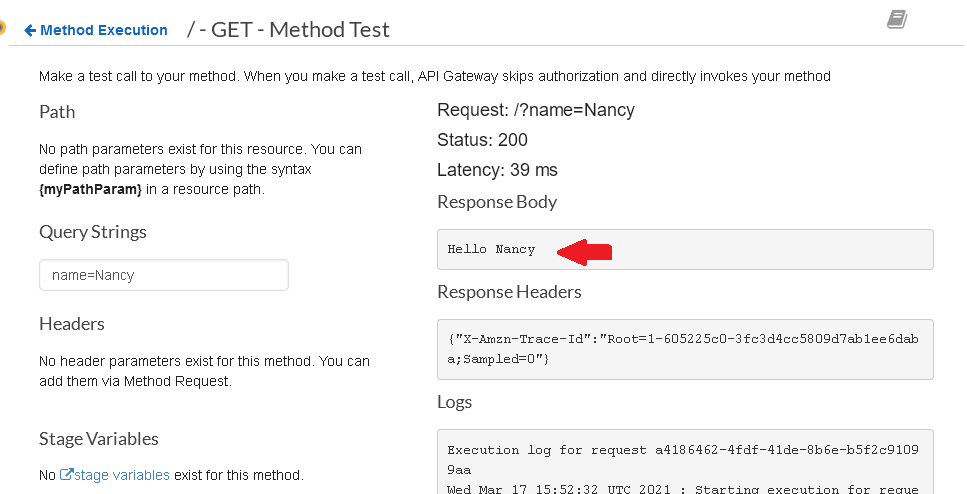 Method Execution / - GET - Method Test
Make a test call to your method. When you make a test call, API Gateway skips authorization and directly invokes your method
Path
No path parameters exist for this resource. You can
define path parameters by using the syntax
{myPathParam} in a resource path.
Query Strings
name=Nancy
Headers
No header parameters exist for this method. You can
add them via Method Request.
Stage Variables
No stage variables exist for this method.
Request: /?name=Nancy
Status: 200
Latency: 39 ms
Response Body
Hello Nancy
Response Headers
{"X-Amzn-Trace-Id":"Root=1-605225c0-3fc3d4cc5809d7ab1ee6dab
a;Sampled=0"}
Logs
Execution log for request a4186462-4fdf-41de-8b6e-b5f2c9109
9aa
Wed Mar 17 15:52:32 UTC 2021 : Starting execution for reque